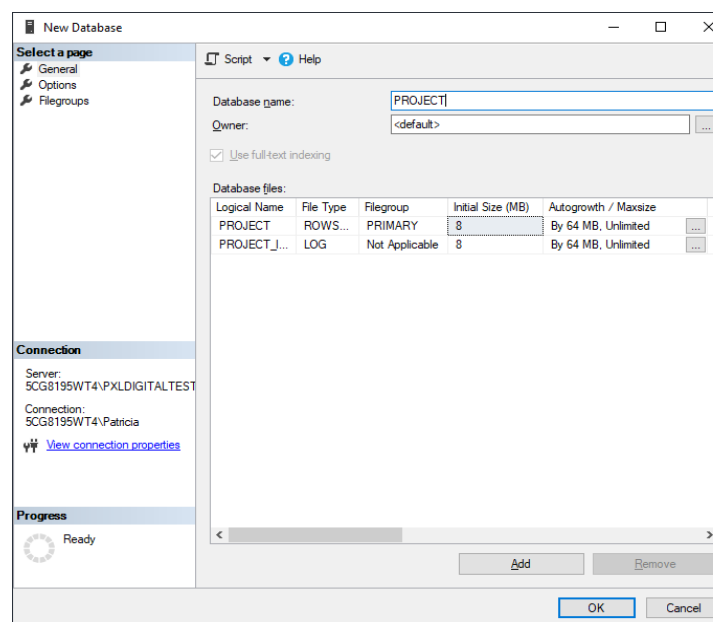 New Database
Select a page
General
Options
Filegroups
Script Help
Database name: PROJECT
Owner: <default> ...
Use full-text indexing
Database files:
Logical Name File Type Filegroup Initial Size (MB) Autogrowth / Maxsize
PROJECT ROWS... PRIMARY 8 By 64 MB, Unlimited ...
PROJECT_l... LOG Not Applicable 8 By 64 MB, Unlimited ...
Connection
Server:
5CG8195WT4\PXLDIGITALTEST
Connection:
5CG8195WT4\Patricia
View connection properties
Progress
Ready
Add Remove
OK Cancel